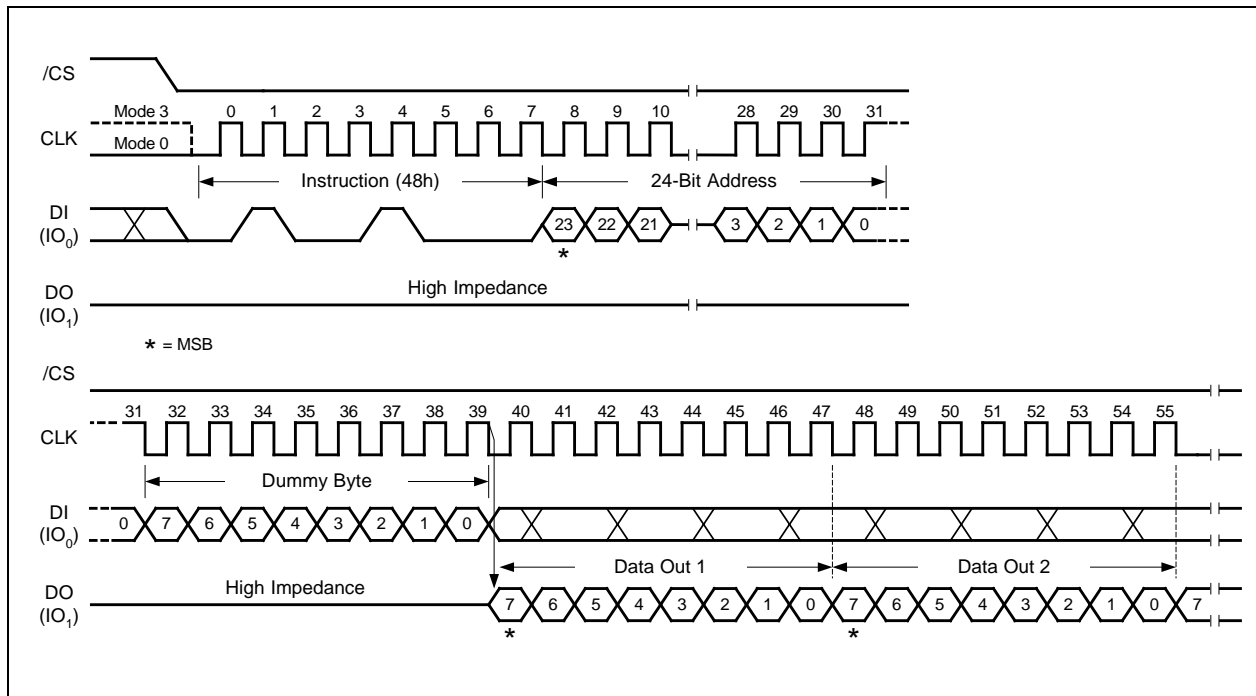 /CS
Mode 3 0 1 2 3 4 5 6 7 8 9 10 28 29 30 31
CLK
Mode 0
Instruction (48h) 24-Bit Address
DI
(IO0)
23 22 21 3 2 1 0
*
High Impedance
DO
(IO1)
* = MSB
/CS
31 32 33 34 35 36 37 38 39 40 41 42 43 44 45 46 47 48 49 50 51 52 53 54 55
CLK
Dummy Byte
DI
(IO0)
0 7 6 5 4 3 2 1 0
Data Out 1 Data Out 2
High Impedance
DO
(IO1)
7 6 5 4 3 2 1 0 7 6 5 4 3 2 1 0 7
* *